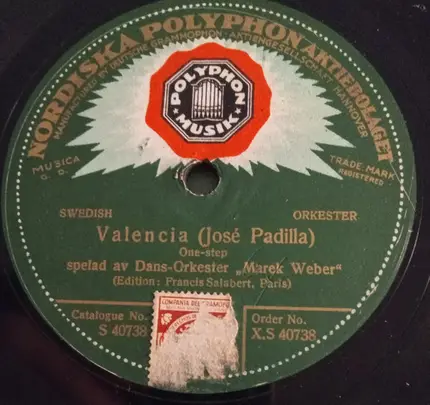 NORDISKA POLYPHON AKTIEBOLAGET
MANUFACTURED BY DEUTSCHE GRAMMOPHON-AKTIENGESELLSCHAFT HANNOVER
POLYPHON
MUSIK
MUSICA
TRADE-MARK
REGISTERED
SWEDISH ORKESTER
Valencia (José Padilla)
One-step
spelad av Dans-Orkester „Marek Weber“
(Edition: Francis Salabert, Paris)
Catalogue No.
S 40738
Order No.
X.S 40738